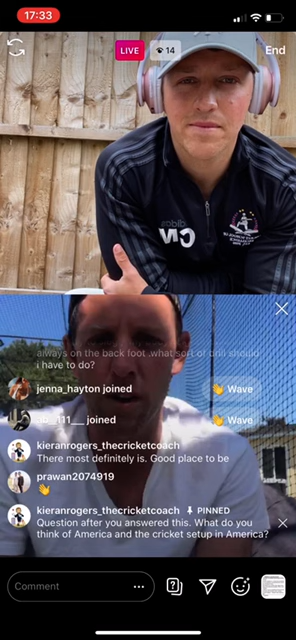 17:33
LIVE
14
End
adidas
CW
always on the back foot .what sort of drill should
i have to do?
jenna_hayton joined
Wave
joined
Wave
kieranrogers_thecricketcoach
There most definitely is. Good place to be
prawan2074919
kieranrogers_thecricketcoach PINNED
Question after you answered this. What do you
think of America and the cricket setup in America?
Comment